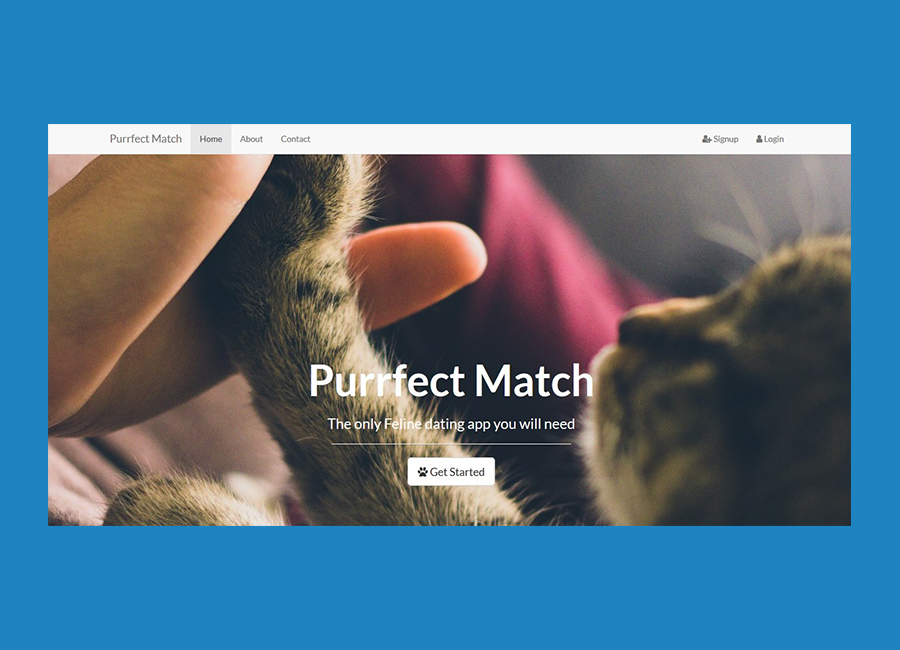 Purrfect Match Home About Contact Signup Login
Purrfect Match
The only Feline dating app you will need
Get Started